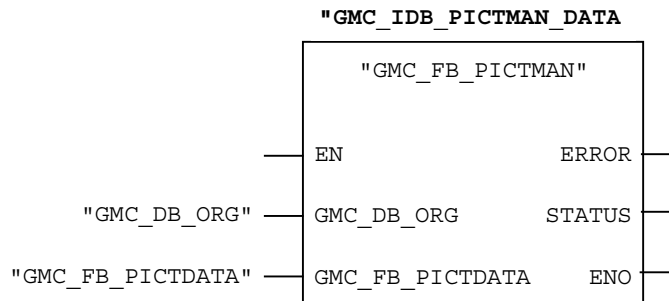 "GMC_IDB_PICTMAN_DATA
"GMC_FB_PICTMAN"
EN ERROR
"GMC_DB_ORG" GMC_DB_ORG STATUS
"GMC_FB_PICTDATA" GMC_FB_PICTDATA ENO